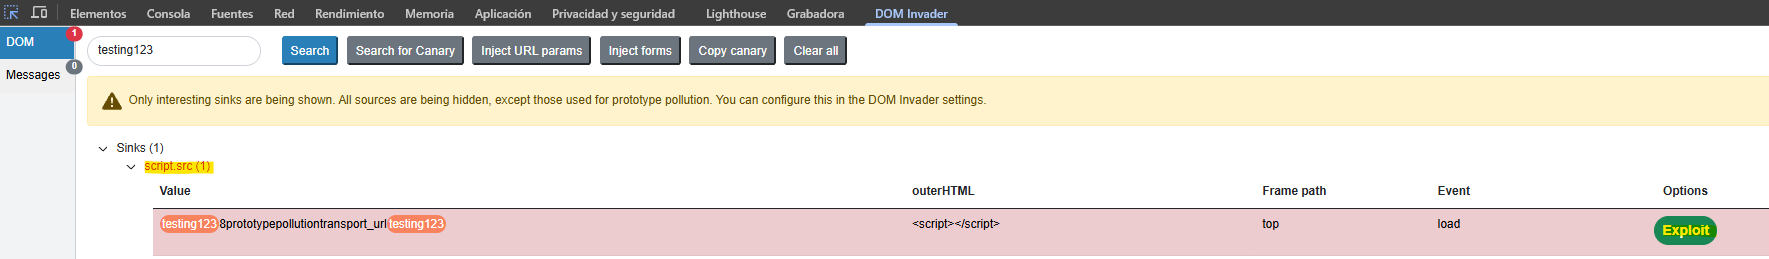 Elementos Consola Fuentes Red Rendimiento Memoria Aplicación Privacidad y seguridad Lighthouse Grabadora DOM Invader
DOM 1
Messages 0
testing123 Search Search for Canary Inject URL params Inject forms Copy canary Clear all
Only interesting sinks are being shown. All sources are being hidden, except those used for prototype pollution. You can configure this in the DOM Invader settings.
Sinks (1)
script.src (1)
Value outerHTML Frame path Event Options
testing1238prototypepollutiontransport_urltesting123 <script></script> top load Exploit